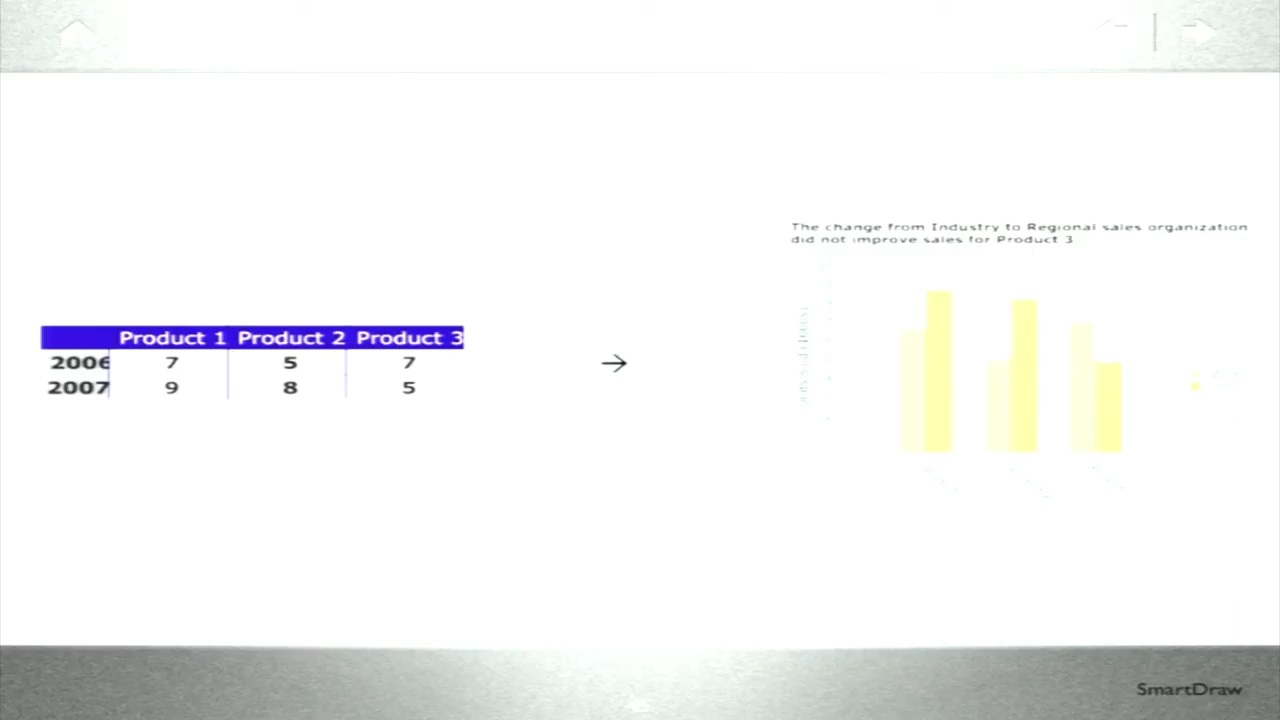 The change from Industry to Regional sales organization
did not improve sales for Product 3
Product 1 Product 2 Product 3
2006 7 5 7
2007 9 8 5
SmartDraw